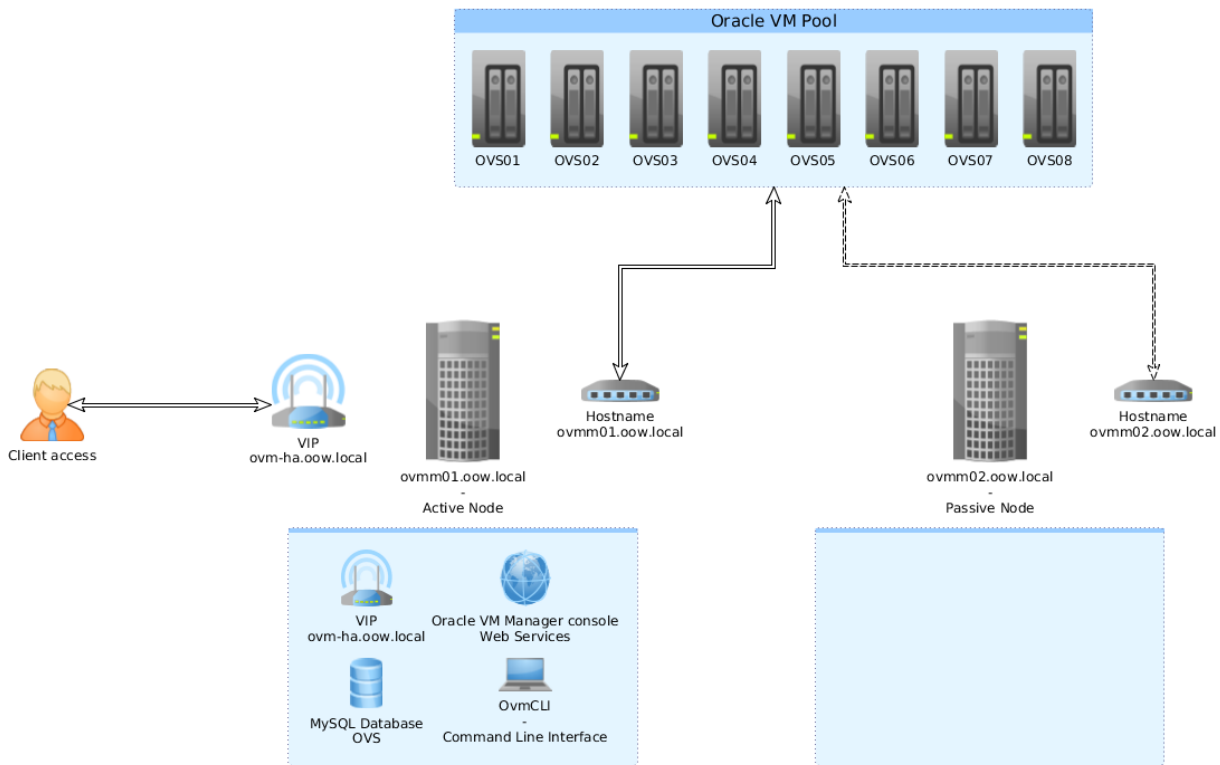 Oracle VM Pool
OVS01 OVS02 OVS03 OVS04 OVS05 OVS06 OVS07 OVS08
Client access
VIP
ovm-ha.oow.local
ovmm01.oow.local
-
Active Node
Hostname
ovmm01.oow.local
ovmm02.oow.local
-
Passive Node
Hostname
ovmm02.oow.local
VIP
ovm-ha.oow.local
Oracle VM Manager console
Web Services
MySQL Database
OVS
OvmCLI
-
Command Line Interface